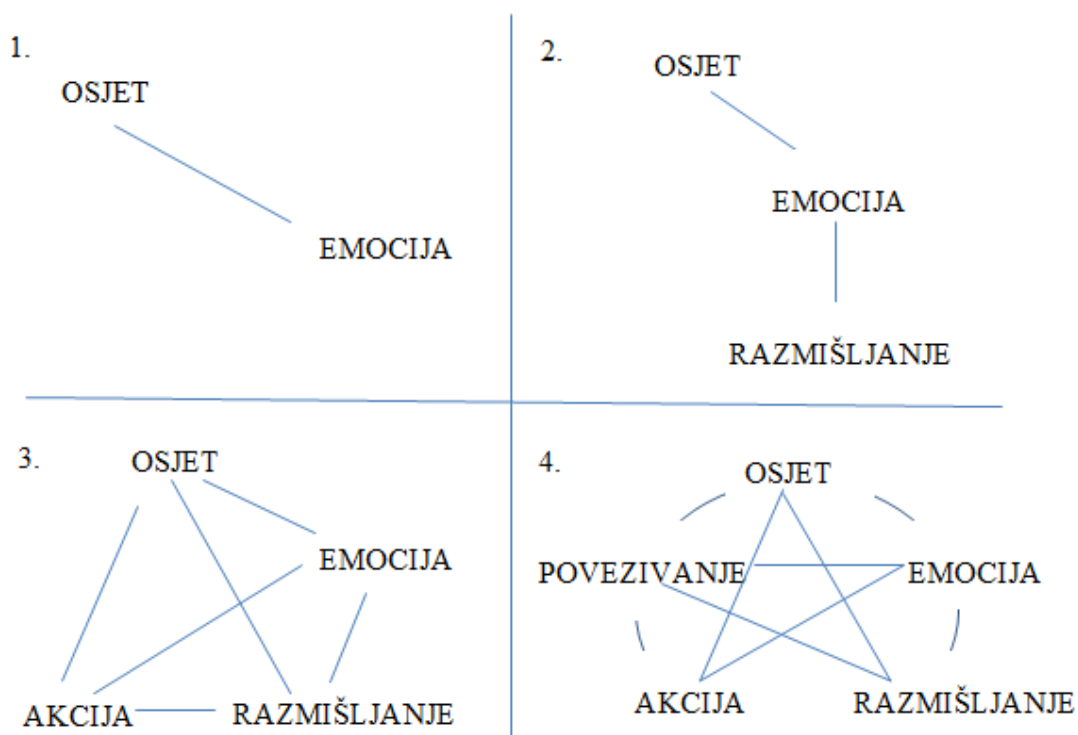 1.
OSJET
EMOCIJA
2.
OSJET
EMOCIJA
RAZMIŠLJANJE
3.
OSJET
EMOCIJA
AKCIJA
RAZMIŠLJANJE
4.
OSJET
POVEZIVANJE
EMOCIJA
AKCIJA
RAZMIŠLJANJE